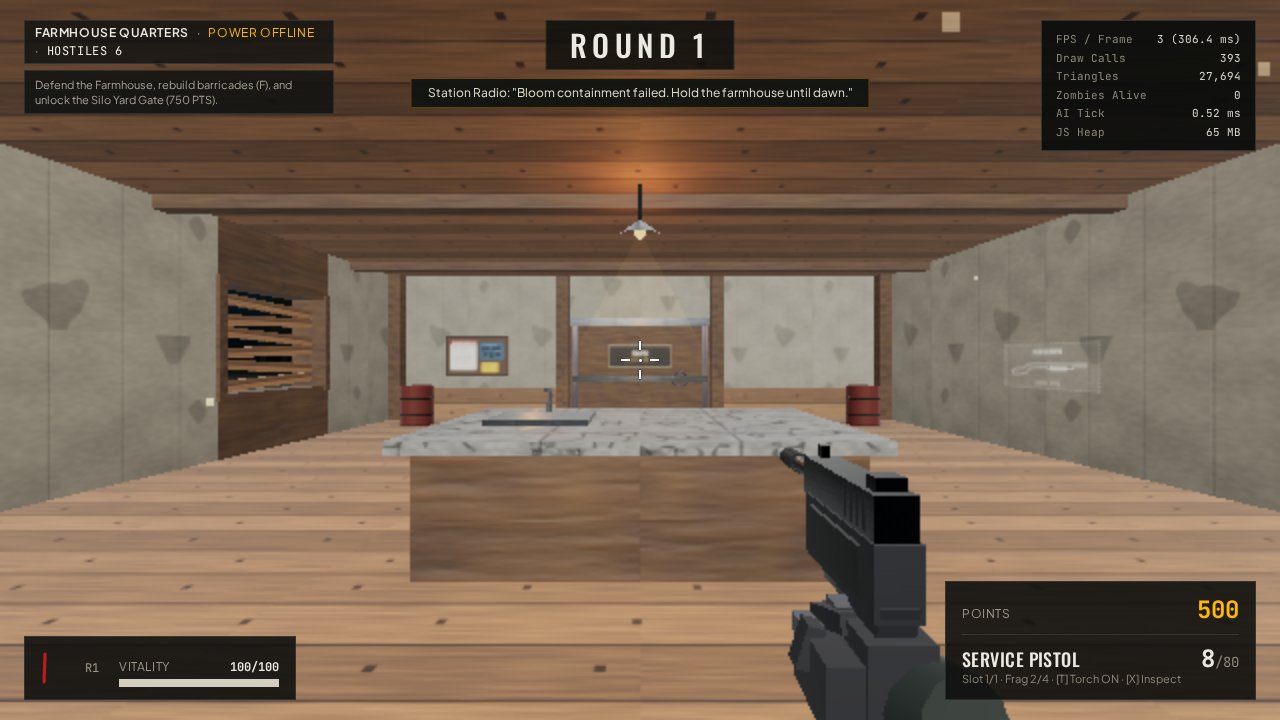 FARMHOUSE QUARTERS · POWER OFFLINE
· HOSTILES 6
Defend the Farmhouse, rebuild barricades (F), and
unlock the Silo Yard Gate (750 PTS).
ROUND 1
Station Radio: "Bloom containment failed. Hold the farmhouse until dawn."
FPS / Frame 3 (306.4 ms)
Draw Calls 393
Triangles 27,694
Zombies Alive 0
AI Tick 0.52 ms
JS Heap 65 MB
R1 VITALITY 100/100
POINTS 500
SERVICE PISTOL 8/80
Slot 1/1 · Frag 2/4 · [T] Torch ON · [X] Inspect